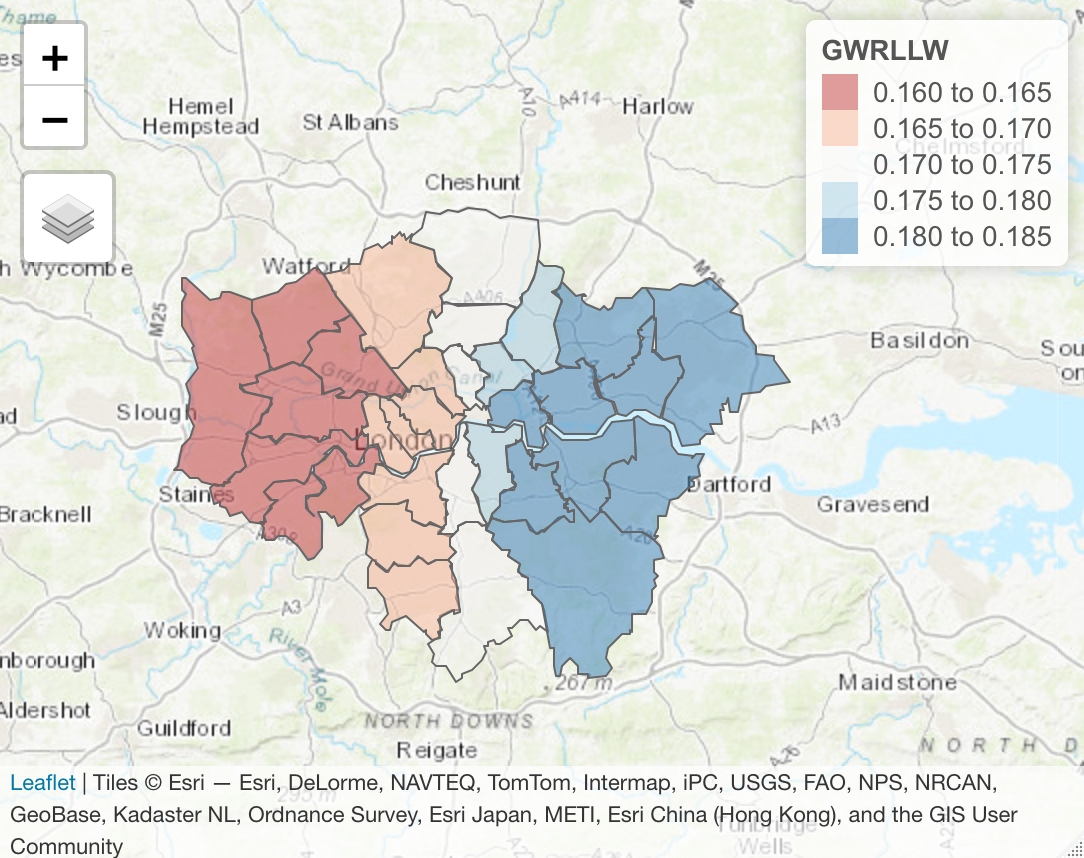 Thame
+
−
GWRLLW
0.160 to 0.165
0.165 to 0.170
0.170 to 0.175
0.175 to 0.180
0.180 to 0.185
Hemel
Hempstead
St Albans
A10
A414
Harlow
Chelmsford
Cheshunt
h Wycombe
Watford
M25
M25
A406
Basildon
Sou
on
Grand Union Canal
Slough
ad
A13
London
Staines
Dartford
Bracknell
Gravesend
A308
A20
A3
Woking
River Mole
nborough
267 m
Maidstone
Aldershot
NORTH DOWNS
Guildford
Reigate
A26
NORTH D
Leaflet | Tiles © Esri — Esri, DeLorme, NAVTEQ, TomTom, Intermap, iPC, USGS, FAO, NPS, NRCAN,
GeoBase, Kadaster NL, Ordnance Survey, Esri Japan, METI, Esri China (Hong Kong), and the GIS User
Community
295 m
Tunbridge
Wells